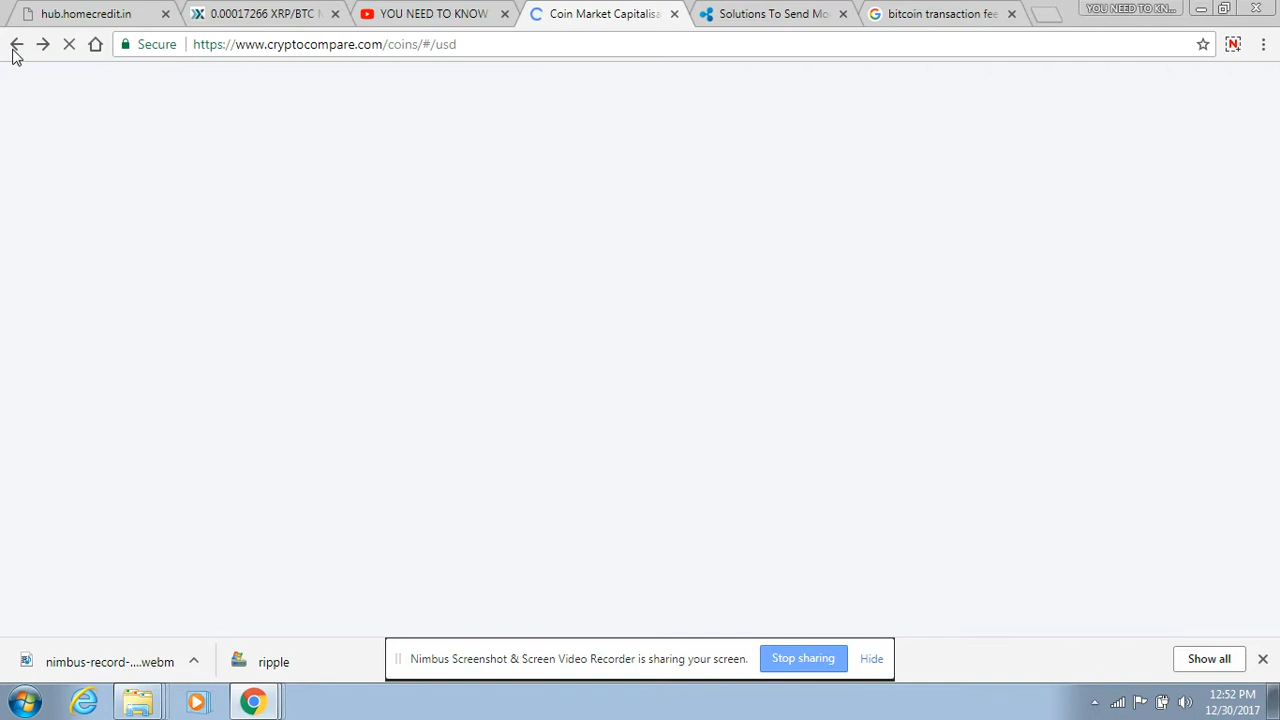 hub.homecredit.in
0.00017266 XRP/BTC
YOU NEED TO KNOW
Coin Market Capitalisa
Solutions To Send Mo
bitcoin transaction fee
YOU NEED TO KN...
Secure
https://www.cryptocompare.com/coins/#/usd
nimbus-record-....webm
ripple
Nimbus Screenshot & Screen Video Recorder is sharing your screen.
Stop sharing
Hide
Show all
12:52 PM
12/30/2017